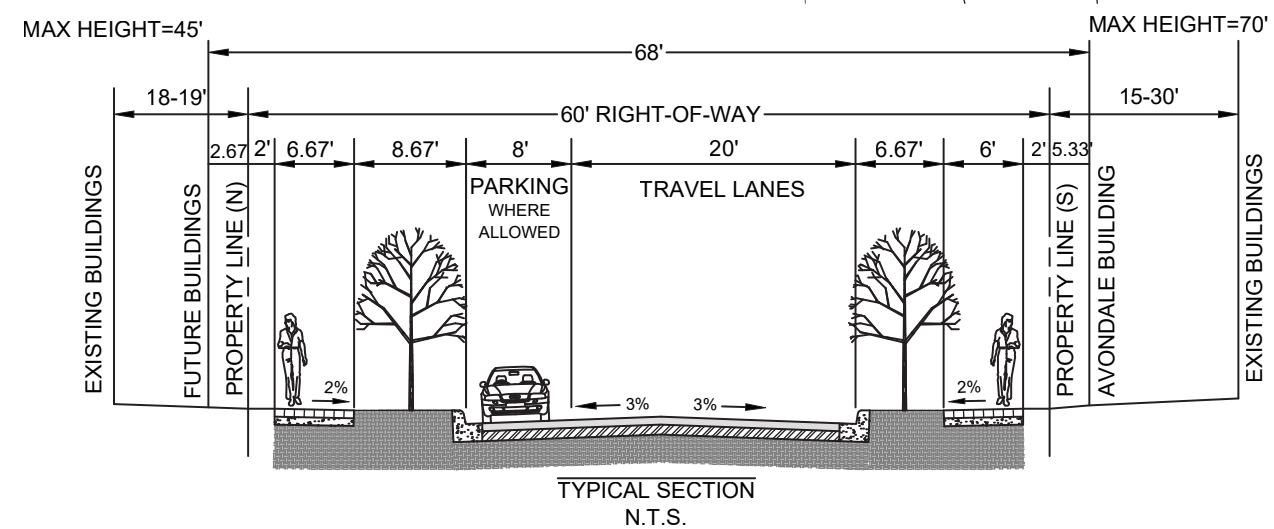 MAX HEIGHT=45'
MAX HEIGHT=70'
68'
18-19'
60' RIGHT-OF-WAY
15-30'
2.67
2'
6.67'
8.67'
8'
20'
6.67'
6'
2'
5.33'
PARKING
WHERE
ALLOWED
TRAVEL LANES
EXISTING BUILDINGS
FUTURE BUILDINGS
PROPERTY LINE (N)
PROPERTY LINE (S)
AVONDALE BUILDING
EXISTING BUILDINGS
2%
3%
3%
2%
TYPICAL SECTION
N.T.S.